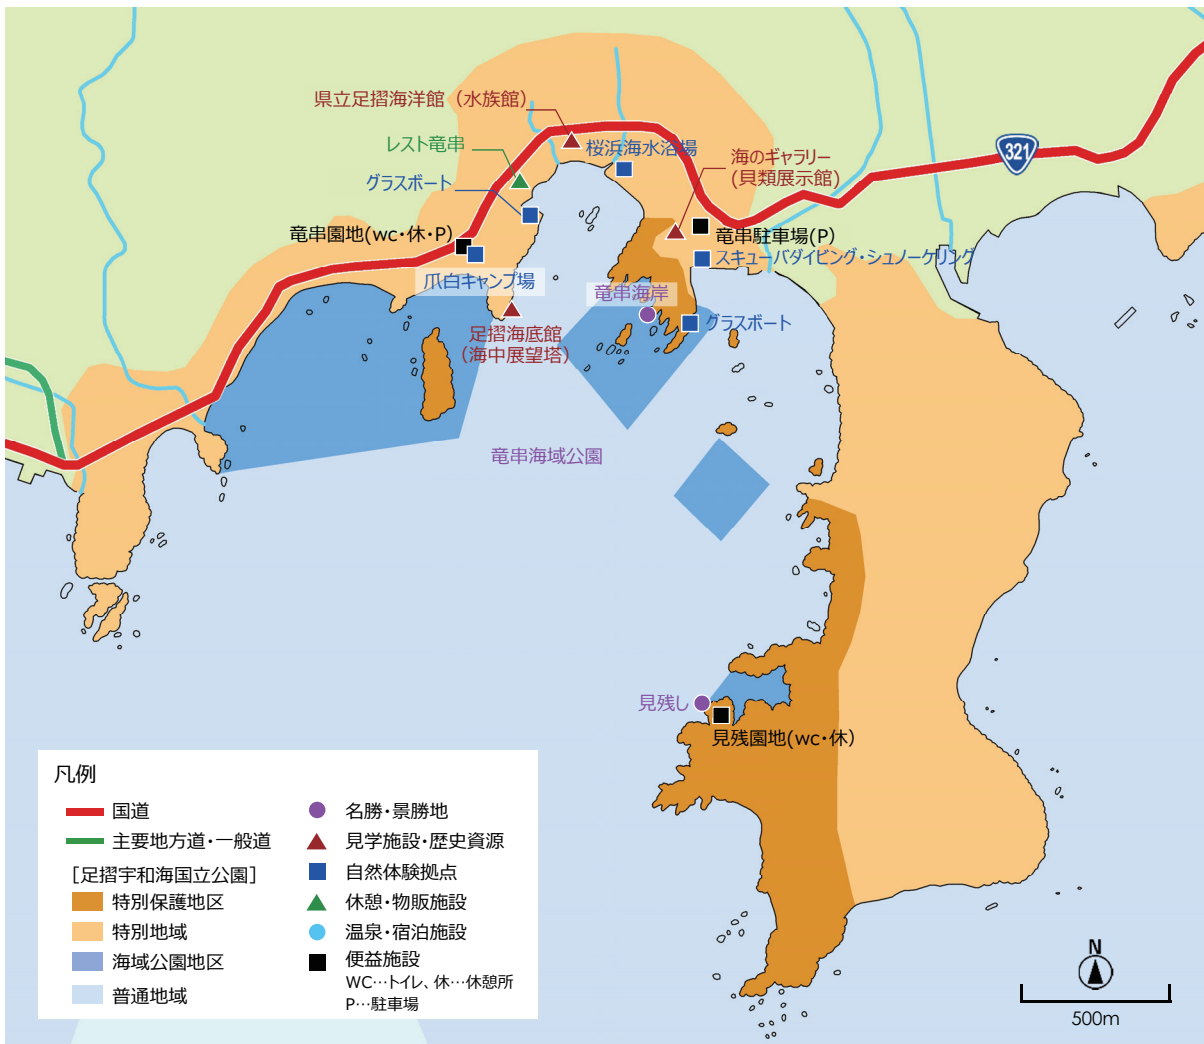 県立足摺海洋館（水族館）
レスト竜串
桜浜海水浴場
海のギャラリー
(貝類展示館)
321
グラスボート
竜串園地(wc・休・P)
竜串駐車場(P)
スキューバダイビング・シュノーケリング
爪白キャンプ場
竜串海岸
足摺海底館
（海中展望塔）
グラスボート
竜串海域公園
見残し
見残園地(wc・休）
凡例
国道
主要地方道・一般道
［足摺宇和海国立公園］
特別保護地区
特別地域
海域公園地区
普通地域
名勝・景勝地
見学施設・歴史資源
自然体験拠点
休憩・物販施設
温泉・宿泊施設
便益施設
WC…トイレ、休…休憩所
P…駐車場
N
500m